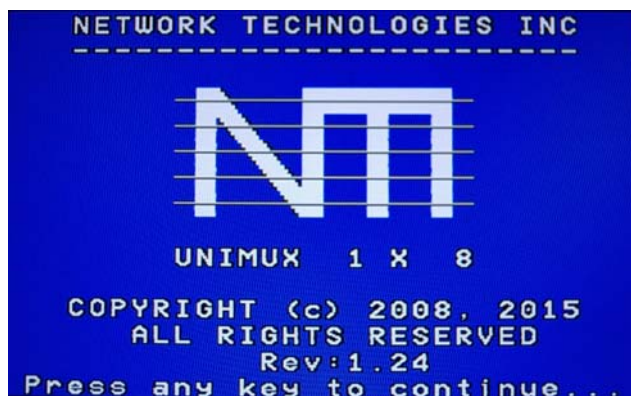 NETWORK TECHNOLOGIES INC
NTI
UNIMUX 1 X 8
COPYRIGHT (c) 2008, 2015
ALL RIGHTS RESERVED
Rev:1.24
Press any key to continue...